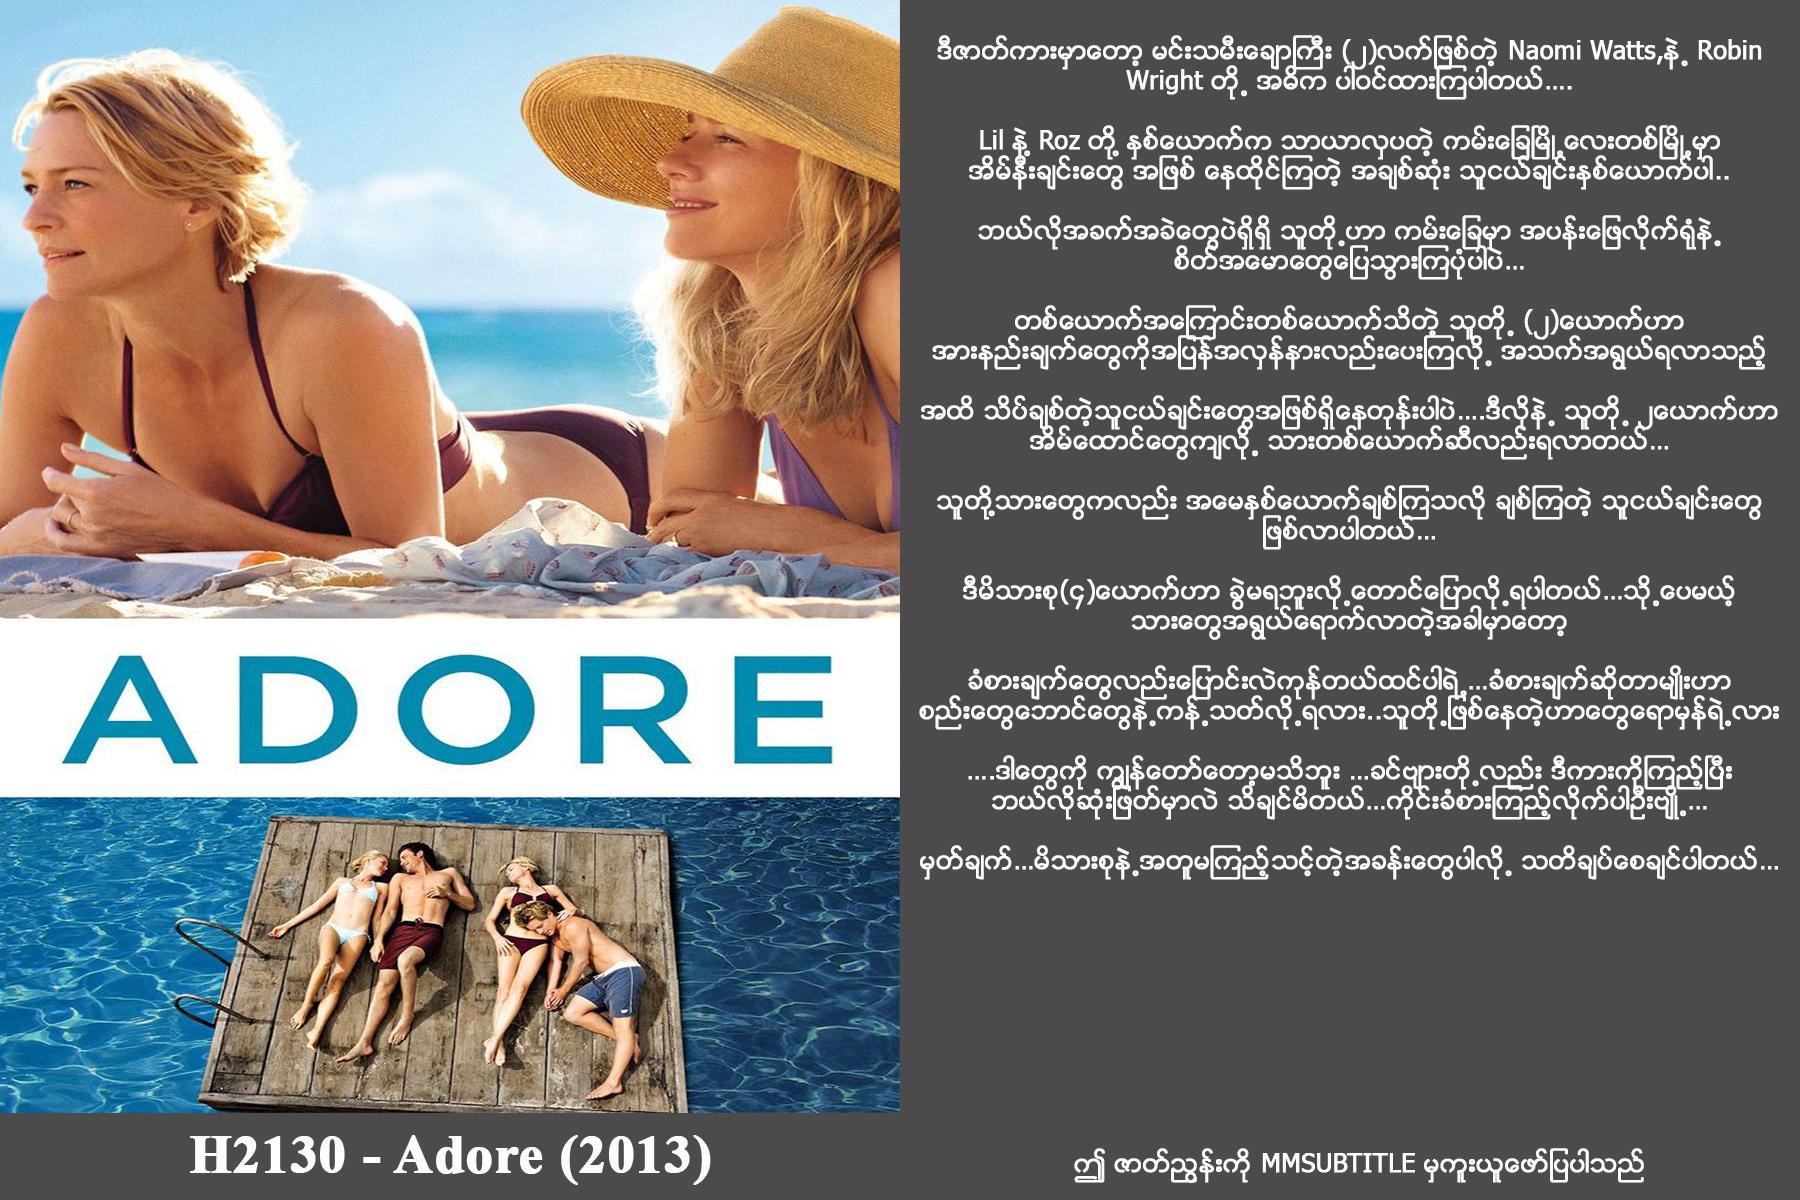 ADORE
H2130 - Adore (2013)
ဒီဇာတ်ကားမှာတော့ မင်းသမီးချောကြီး (၂)လက်ဖြစ်တဲ့ Naomi Watts,နဲ့ Robin
Wright တို့ အဓိက ပါဝင်ထားကြပါတယ်....
Lil နဲ့ Roz တို့ နှစ်ယောက်က သာယာလှပတဲ့ ကမ်းခြေမြို့လေးတစ်မြို့မှာ
အိမ်နီးချင်းတွေ အဖြစ် နေထိုင်ကြတဲ့ အချစ်ဆုံး သူငယ်ချင်းနှစ်ယောက်ပါ..
ဘယ်လိုအခက်အခဲတွေပဲရှိရှိ သူတို့ဟာ ကမ်းခြေမှာ အပန်းဖြေလိုက်ရုံနဲ့
စိတ်အမောတွေပြေသွားကြပုံပါပဲ...
တစ်ယောက်အကြောင်းတစ်ယောက်သိတဲ့ သူတို့ (၂)ယောက်ဟာ
အားနည်းချက်တွေကိုအပြန်အလှန်နားလည်ပေးကြလို့ အသက်အရွယ်ရလာသည့်
အထိ သိပ်ချစ်တဲ့သူငယ်ချင်းတွေအဖြစ်ရှိနေတုန်းပါပဲ....ဒီလိုနဲ့ သူတို့ ၂ယောက်ဟာ
အိမ်ထောင်တွေကျလို့ သားတစ်ယောက်ဆီလည်းရလာတယ်...
သူတို့သားတွေကလည်း အမေနှစ်ယောက်ချစ်ကြသလို ချစ်ကြတဲ့ သူငယ်ချင်းတွေ
ဖြစ်လာပါတယ်...
ဒီမိသားစု(၄)ယောက်ဟာ ခွဲမရဘူးလို့တောင်ပြောလို့ရပါတယ်...သို့ပေမယ့်
သားတွေအရွယ်ရောက်လာတဲ့အခါမှာတော့
ခံစားချက်တွေလည်းပြောင်းလဲကုန်တယ်ထင်ပါရဲ့...ခံစားချက်ဆိုတာမျိုးဟာ
စည်းတွေဘောင်တွေနဲ့ကန့်သတ်လို့ရလား..သူတို့ဖြစ်နေတဲ့ဟာတွေရောမှန်ရဲ့လား
....ဒါတွေကို ကျွန်တော်တော့မသိဘူး ...ခင်ဗျားတို့လည်း ဒီကားကိုကြည့်ပြီး
ဘယ်လိုဆုံးဖြတ်မှာလဲ သိချင်မိတယ်...ကိုင်းခံစားကြည့်လိုက်ပါဦးဗျို့...
မှတ်ချက်...မိသားစုနဲ့အတူမကြည့်သင့်တဲ့အခန်းတွေပါလို့ သတိချပ်စေချင်ပါတယ်...
ဤ ဇာတ်ညွှန်းကို MMSUBTITLE မှကူးယူဖော်ပြပါသည်